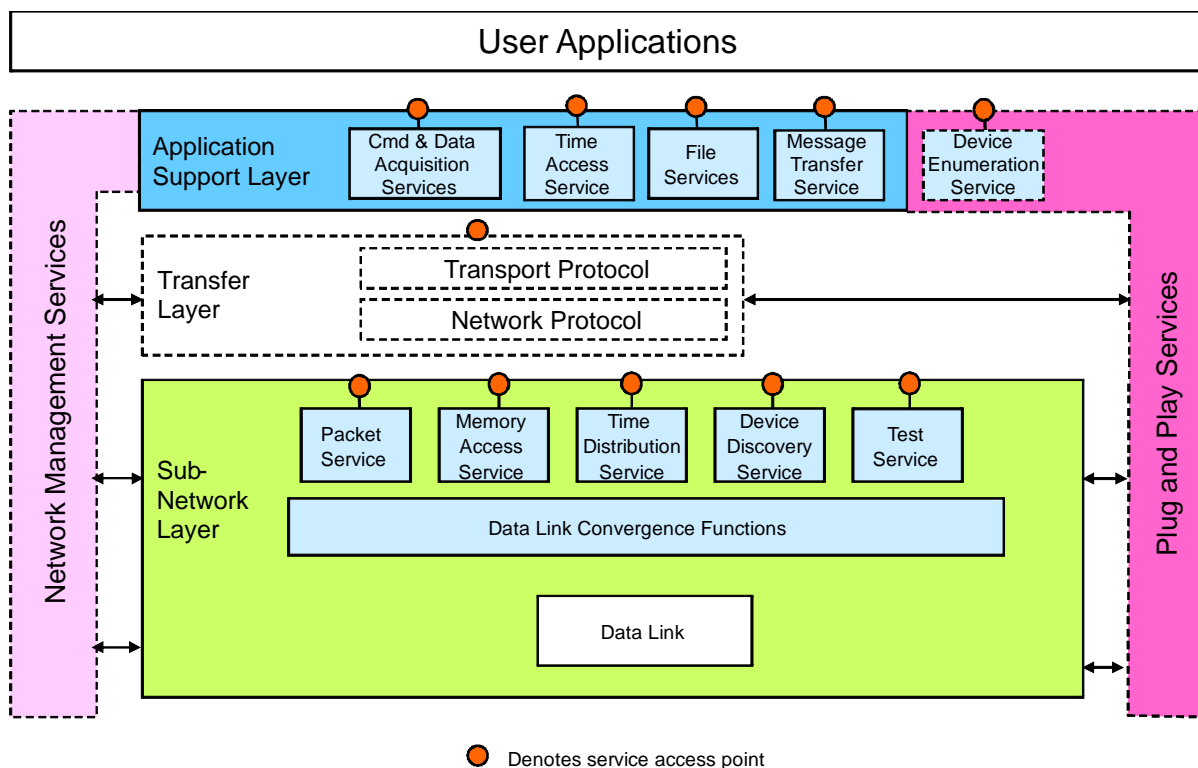 User Applications
Application
Support Layer
Cmd & Data
Acquisition
Services
Time
Access
Service
File
Services
Message
Transfer
Service
Device
Enumeration
Service
Network Management Services
Transfer
Layer
Transport Protocol
Network Protocol
Plug and Play Services
Sub-
Network
Layer
Packet
Service
Memory
Access
Service
Time
Distribution
Service
Device
Discovery
Service
Test
Service
Data Link Convergence Functions
Data Link
Denotes service access point